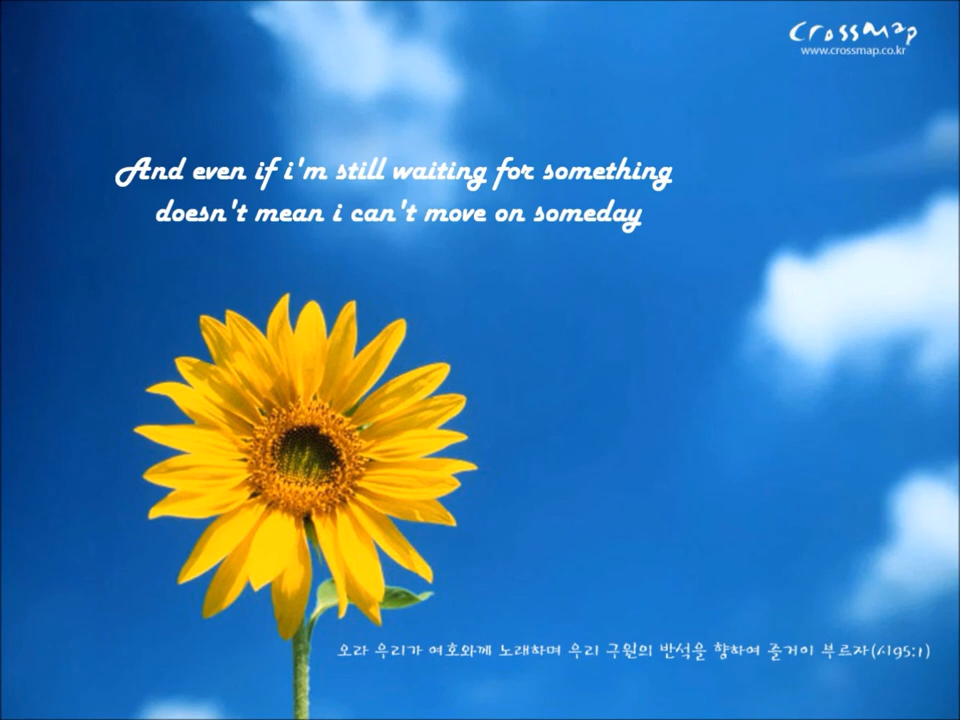 crossmap
www.crossmap.co.kr
And even if i'm still waiting for something
doesn't mean i can't move on someday
오라 우리가 여호와께 노래하며 우리 구원의 반석을 향하여 즐거이 부르자(시95:1)